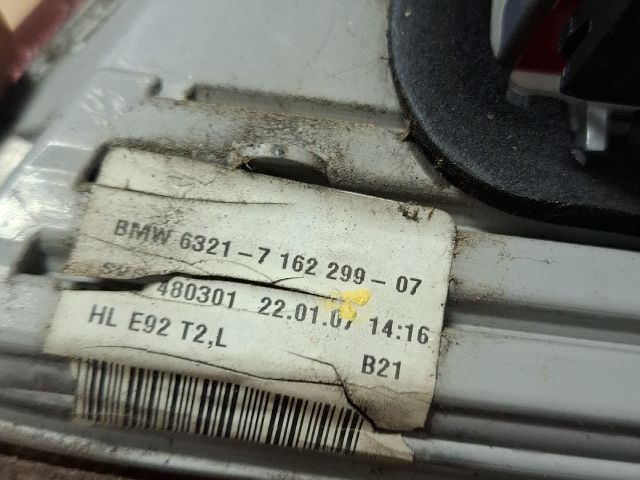 BMW 6321-7 162 299-07
480301 22.01.07 14:16
HL E92 T2,L
B21